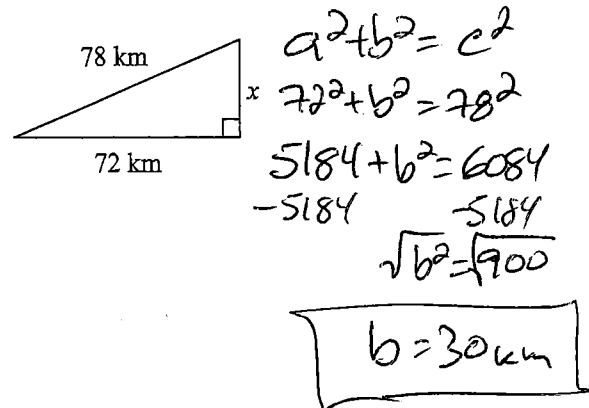 78 km
x
72 km
a²+b²= c²
72²+b²=78²
5184+b²=6084
-5184 -5184
√b²=√900
b=30km